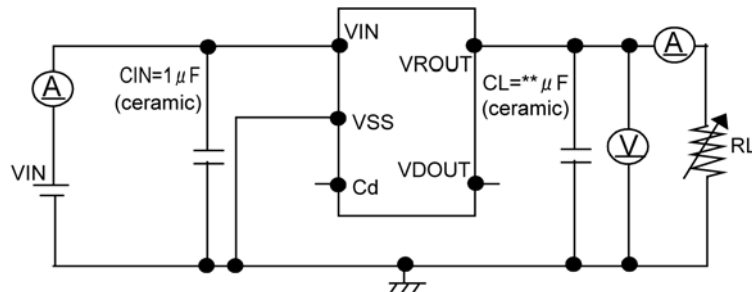 VIN
VROUT
A
A
CIN=1μF
(ceramic)
CL=**μF
(ceramic)
VSS
V
RL
VIN
VDOUT
Cd